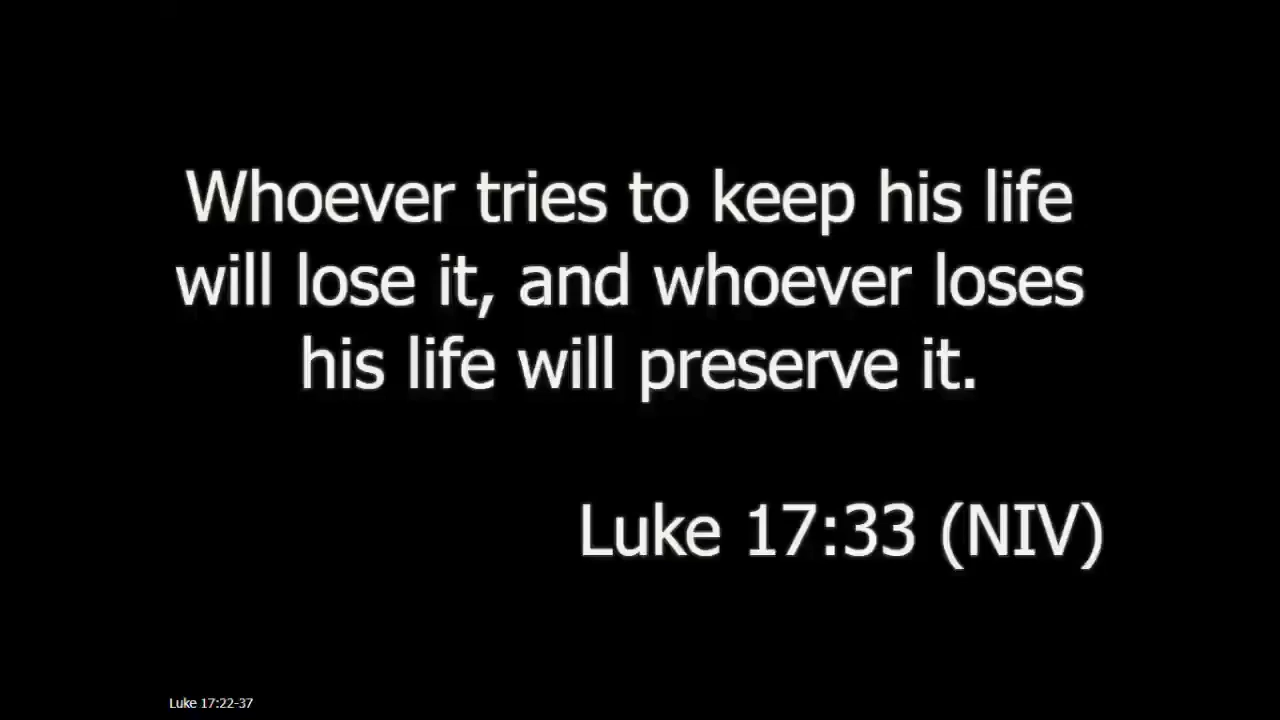 Whoever tries to keep his life
will lose it, and whoever loses
his life will preserve it.
Luke 17:33 (NIV)
Luke 17:22-37